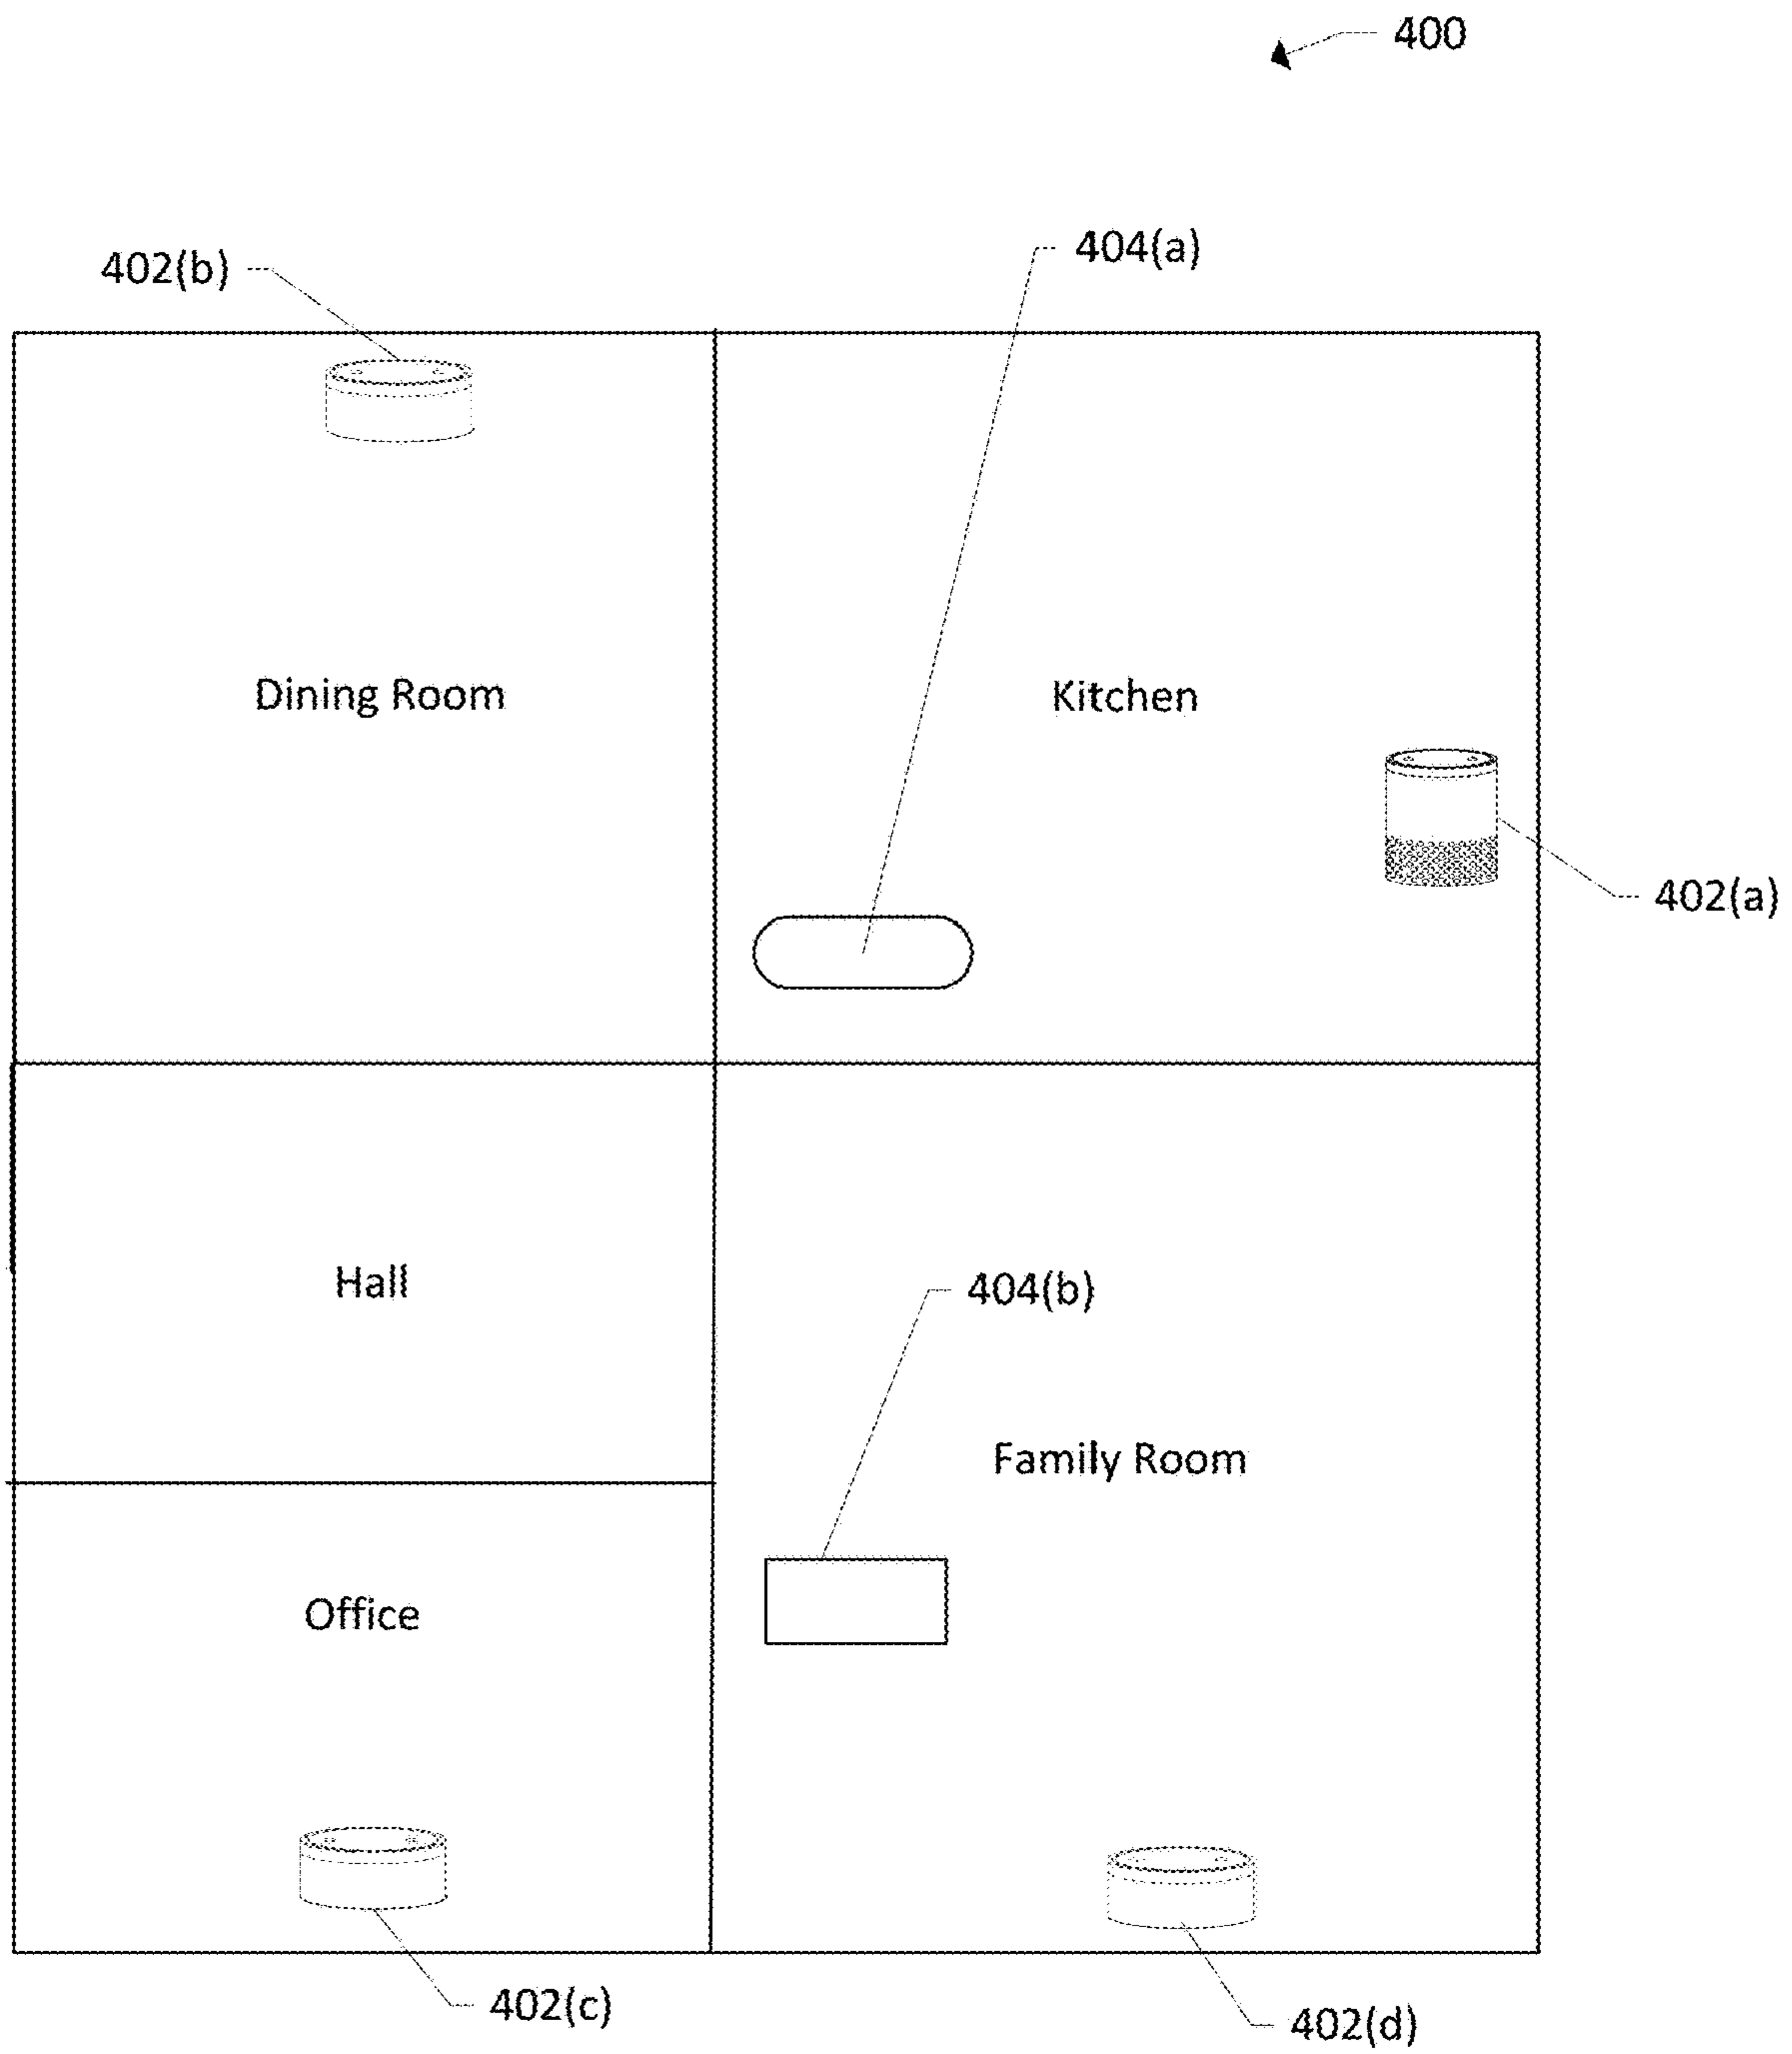 400
404(a)
402(b)
Dining Room
Kitchen
402(a)
Hall
404(b)
Family Room
Office
402(c)
402(d)